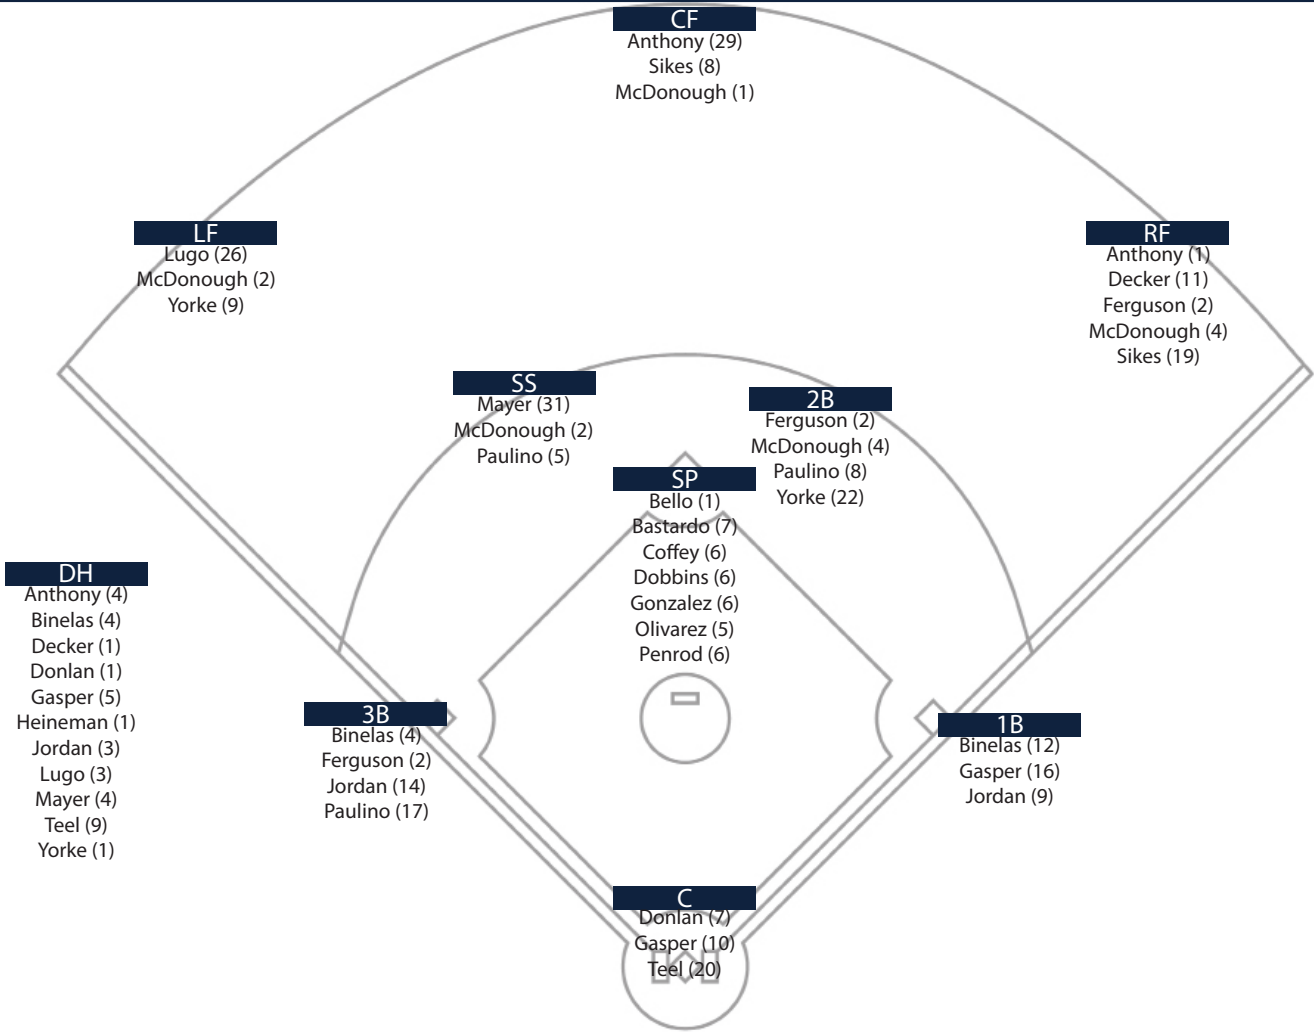 CF
Anthony (29)
Sikes (8)
McDonough (1)
LF
Lugo (26)
McDonough (2)
Yorke (9)
RF
Anthony (1)
Decker (11)
Ferguson (2)
McDonough (4)
Sikes (19)
SS
Mayer (31)
McDonough (2)
Paulino (5)
2B
Ferguson (2)
McDonough (4)
Paulino (8)
Yorke (22)
SP
Bello (1)
Bastardo (7)
Coffey (6)
Dobbins (6)
Gonzalez (6)
Olivarez (5)
Penrod (6)
DH
Anthony (4)
Binelas (4)
Decker (1)
Donlan (1)
Gasper (5)
Heineman (1)
Jordan (3)
Lugo (3)
Mayer (4)
Teel (9)
Yorke (1)
3B
Binelas (4)
Ferguson (2)
Jordan (14)
Paulino (17)
1B
Binelas (12)
Gasper (16)
Jordan (9)
C
Donlan (7)
Gasper (10)
Teel (20)